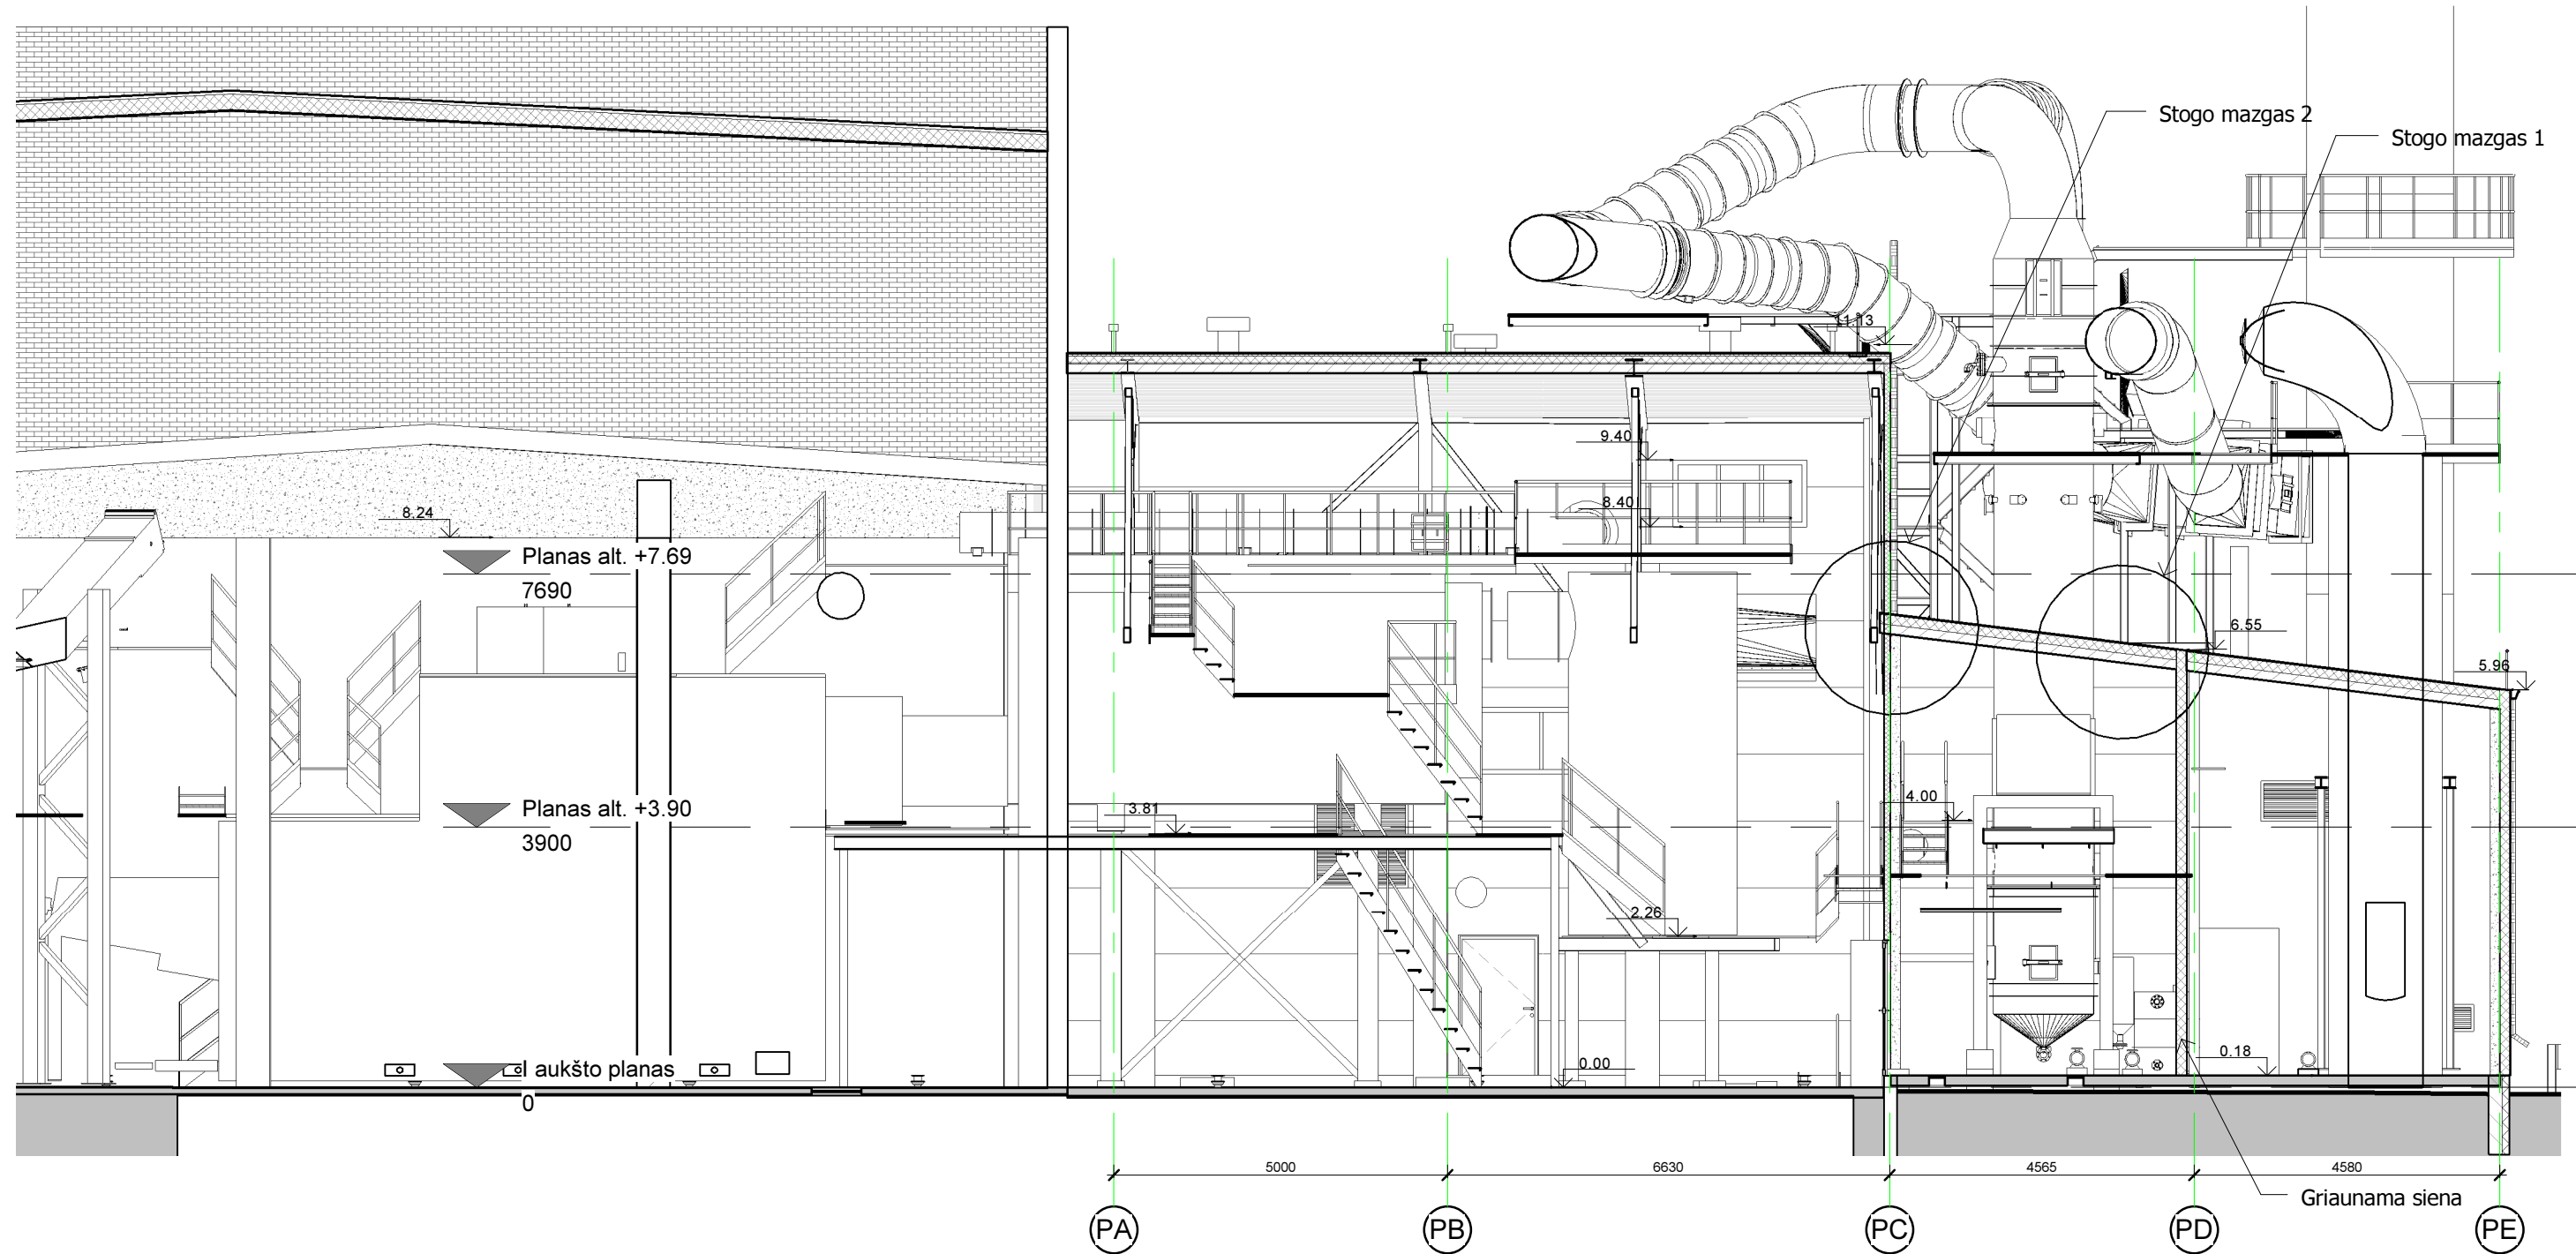 Stogo mazgas 2
Stogo mazgas 1
9.40
8.40
8.24
Planas alt. +7.69
7690
6.55
5.96
Planas alt. +3.90
3900
3.81
4.00
2.26
I aukšto planas
0
0.00
0.18
5000
6630
4565
4580
Griaunama siena
PA
PB
PC
PD
PE